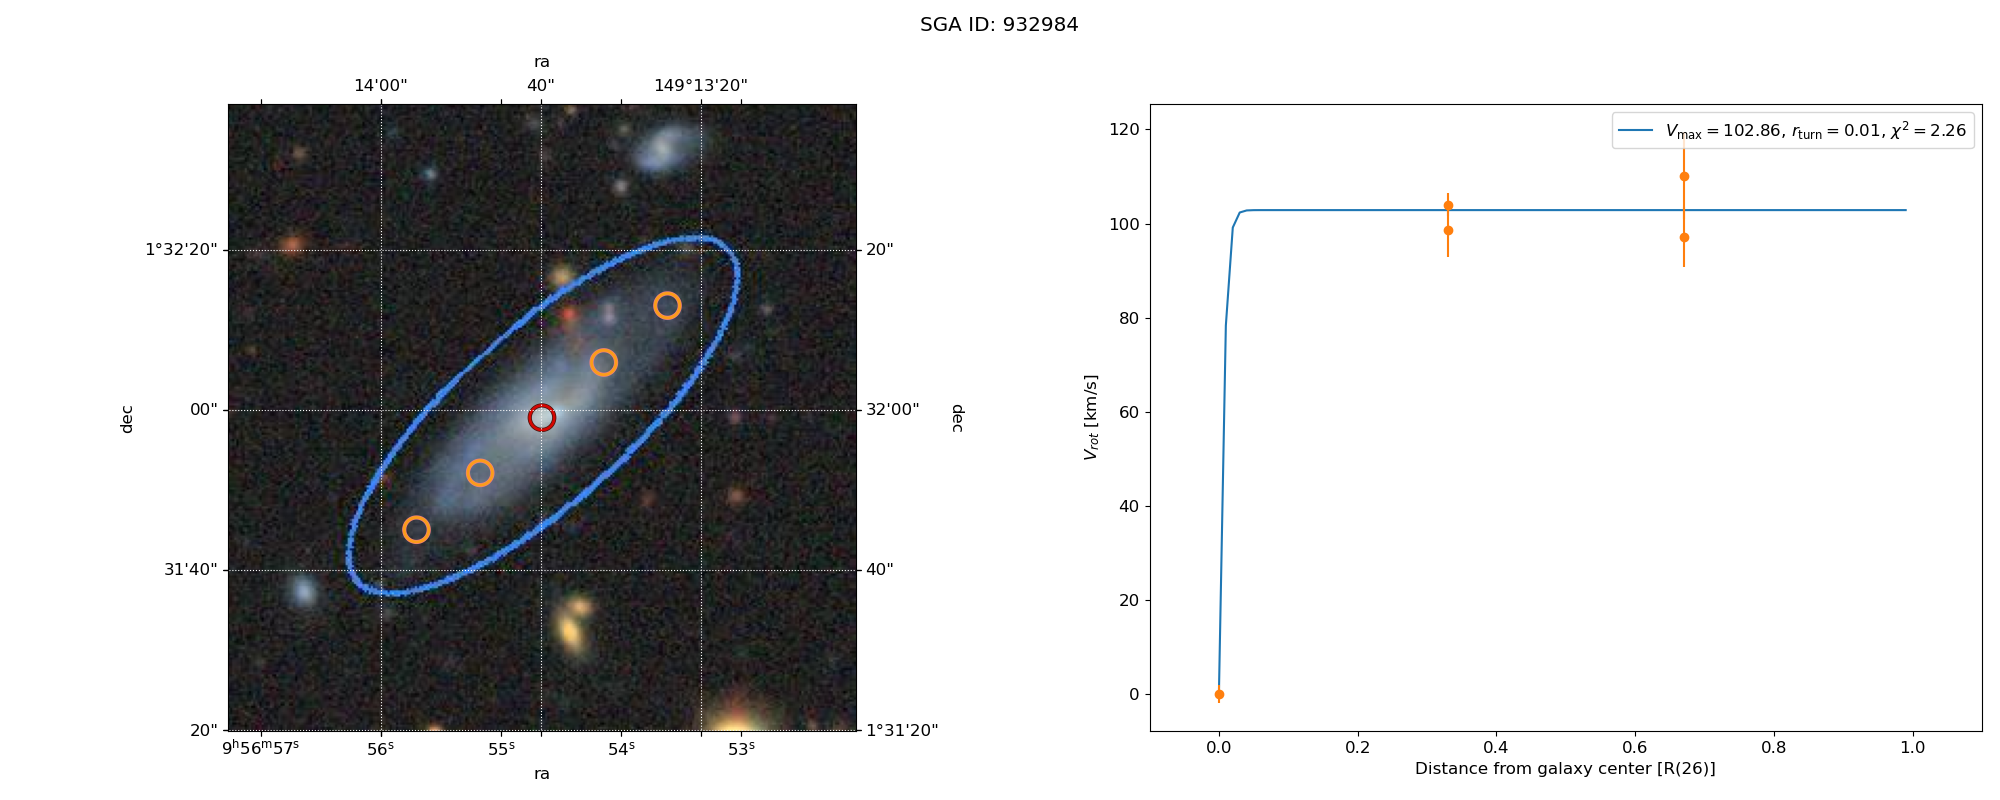 SGA ID: 932984
ra
14'00" 40" 149°13'20"
1°32'20"
00"
31'40"
20"
dec
20"
32'00"
40"
1°31'20"
dec
9ʰ56ᵐ57ˢ 56ˢ 55ˢ 54ˢ 53ˢ
ra
V_max = 102.86, r_turn = 0.01, χ² = 2.26
120
100
80
60
40
20
0
V_rot [km/s]
0.0 0.2 0.4 0.6 0.8 1.0
Distance from galaxy center [R(26)]